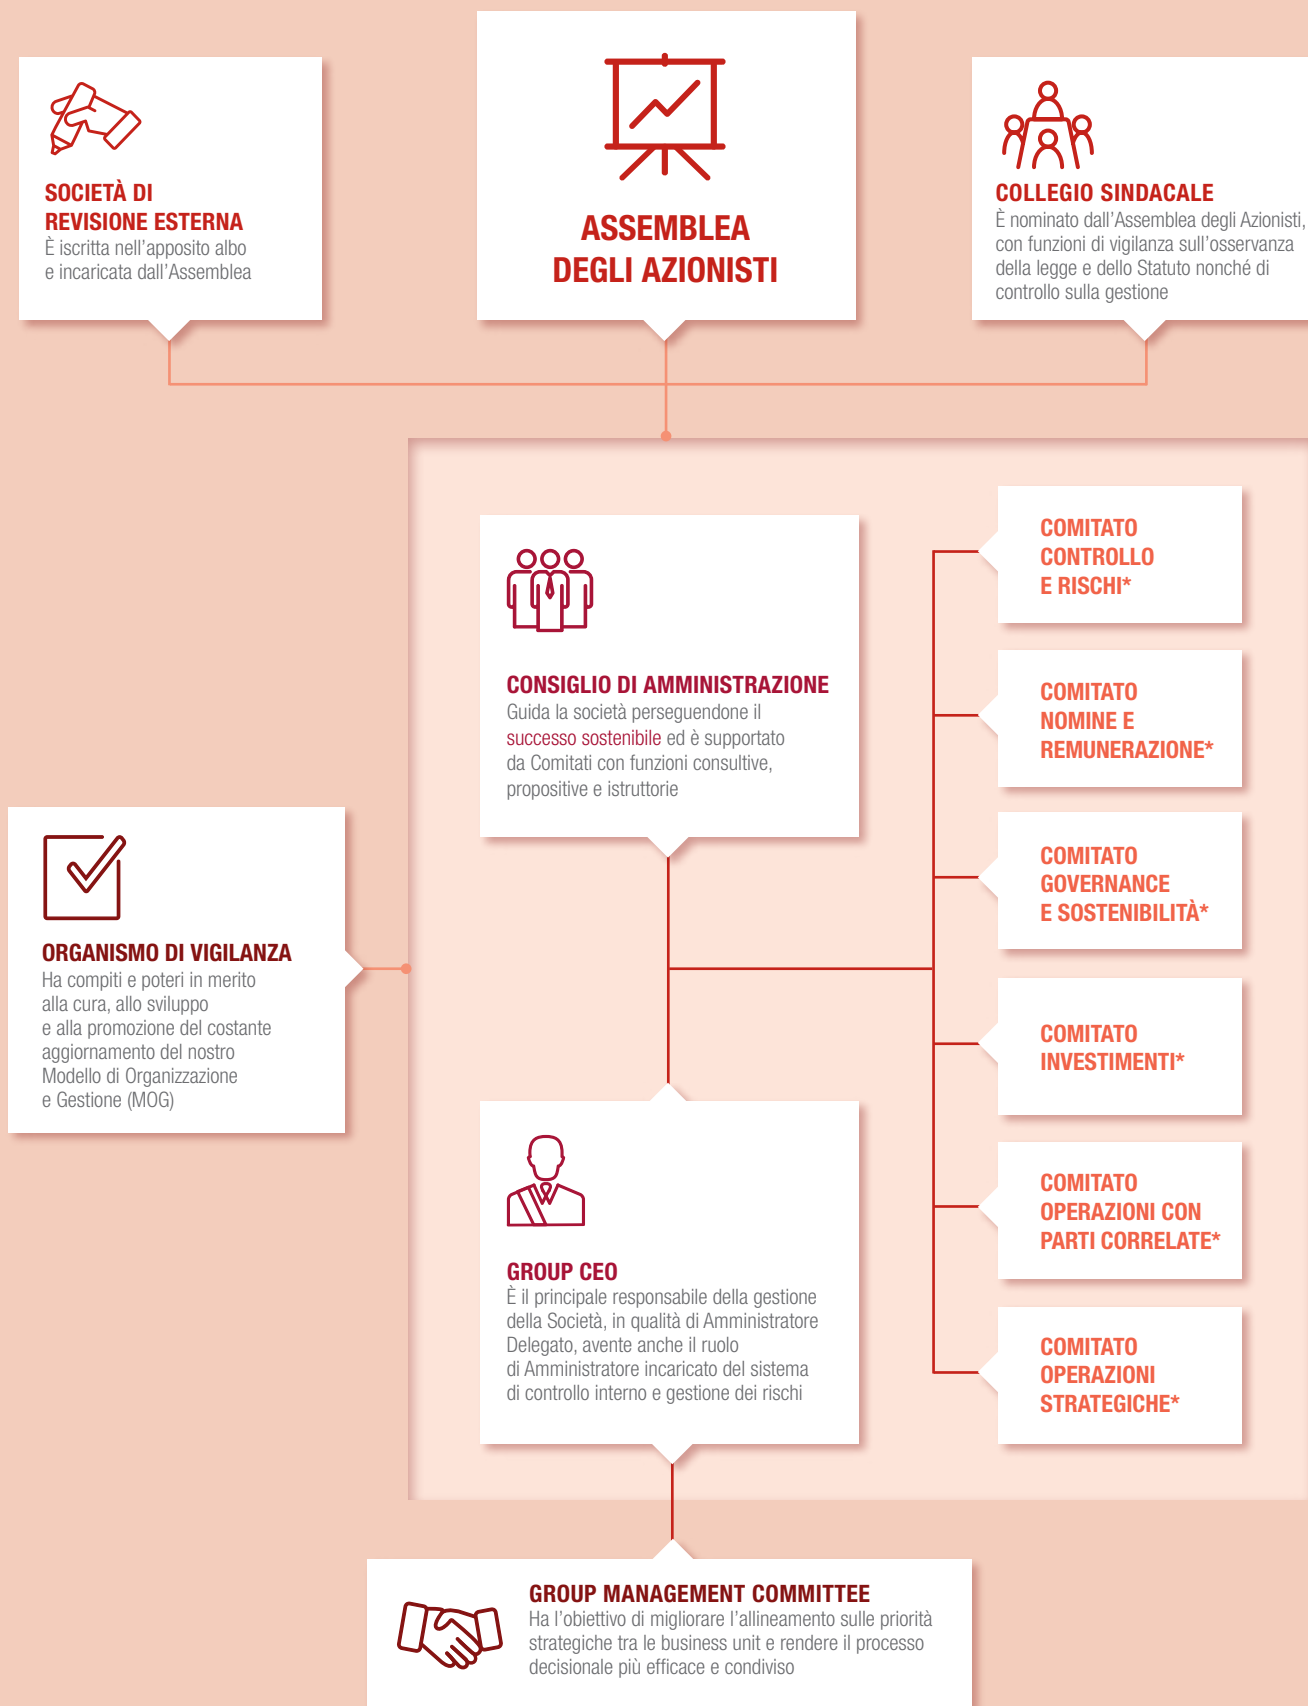 SOCIETÀ DI
REVISIONE ESTERNA
È iscritta nell'apposito albo
e incaricata dall'Assemblea
ASSEMBLEA
DEGLI AZIONISTI
COLLEGIO SINDACALE
È nominato dall'Assemblea degli Azionisti,
con funzioni di vigilanza sull'osservanza
della legge e dello Statuto nonché di
controllo sulla gestione
CONSIGLIO DI AMMINISTRAZIONE
Guida la società perseguendone il
successo sostenibile ed è supportato
da Comitati con funzioni consultive,
propositive e istruttorie
COMITATO
CONTROLLO
E RISCHI*
COMITATO
NOMINE E
REMUNERAZIONE*
COMITATO
GOVERNANCE
E SOSTENIBILITÀ*
COMITATO
INVESTIMENTI*
COMITATO
OPERAZIONI CON
PARTI CORRELATE*
COMITATO
OPERAZIONI
STRATEGICHE*
ORGANISMO DI VIGILANZA
Ha compiti e poteri in merito
alla cura, allo sviluppo
e alla promozione del costante
aggiornamento del nostro
Modello di Organizzazione
e Gestione (MOG)
GROUP CEO
È il principale responsabile della gestione
della Società, in qualità di Amministratore
Delegato, avente anche il ruolo
di Amministratore incaricato del sistema
di controllo interno e gestione dei rischi
GROUP MANAGEMENT COMMITTEE
Ha l'obiettivo di migliorare l'allineamento sulle priorità
strategiche tra le business unit e rendere il processo
decisionale più efficace e condiviso